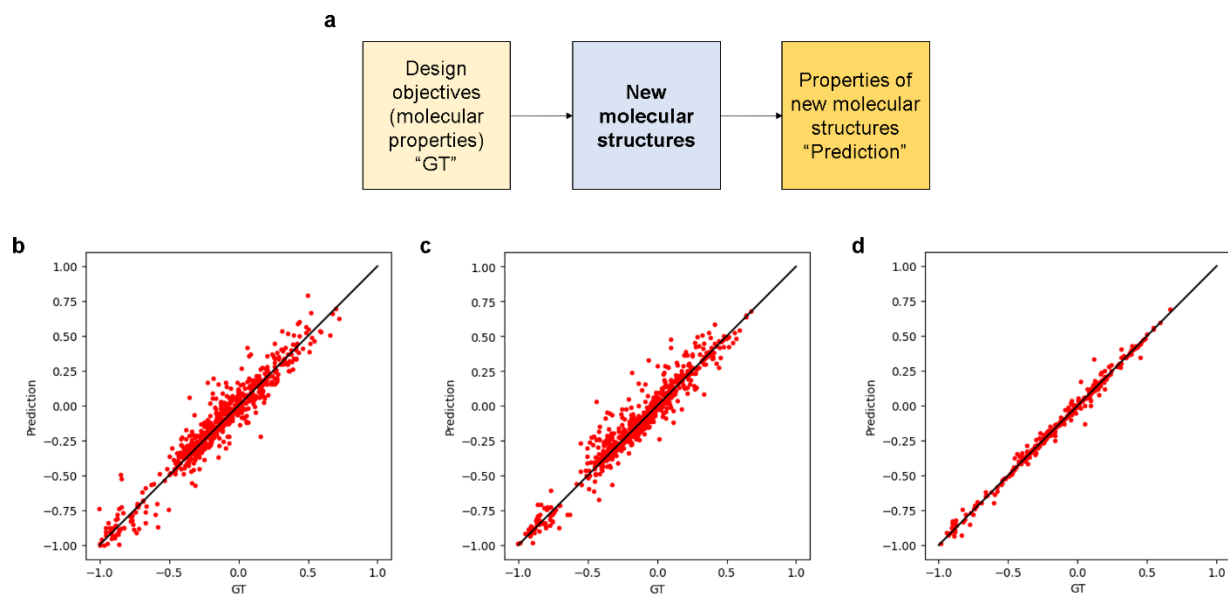 a
Design
objectives
(molecular
properties)
“GT”
New
molecular
structures
Properties of
new molecular
structures
“Prediction”
b
1.00
0.75
0.50
0.25
0.00
−0.25
−0.50
−0.75
−1.00
Prediction
−1.0 −0.5 0.0 0.5 1.0
GT
c
1.00
0.75
0.50
0.25
0.00
−0.25
−0.50
−0.75
−1.00
Prediction
−1.0 −0.5 0.0 0.5 1.0
GT
d
1.00
0.75
0.50
0.25
0.00
−0.25
−0.50
−0.75
−1.00
Prediction
−1.0 −0.5 0.0 0.5 1.0
GT